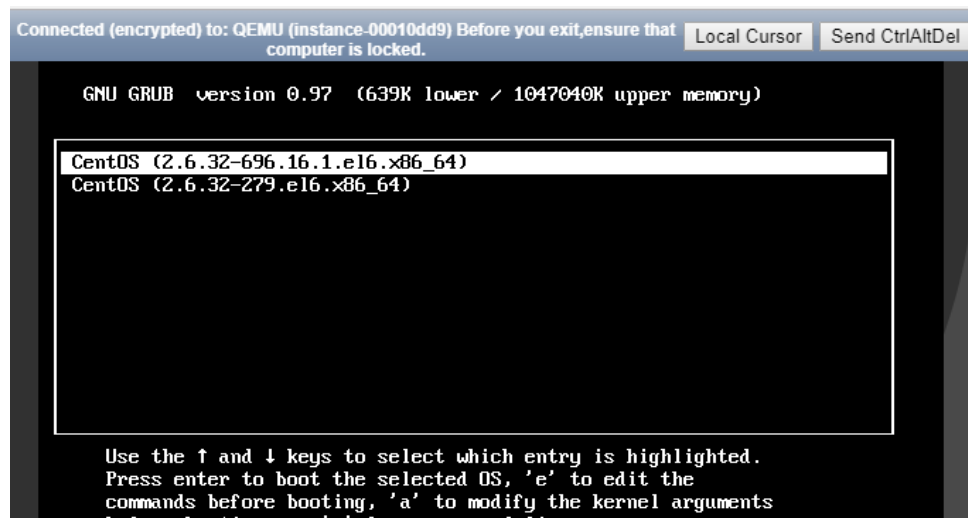 Connected (encrypted) to: QEMU (instance-00010dd9) Before you exit,ensure that
computer is locked.
Local Cursor
Send CtrlAltDel
GNU GRUB version 0.97 (639K lower / 1047040K upper memory)
CentOS (2.6.32-696.16.1.el6.x86_64)
CentOS (2.6.32-279.el6.x86_64)
Use the ↑ and ↓ keys to select which entry is highlighted.
Press enter to boot the selected OS, 'e' to edit the
commands before booting, 'a' to modify the kernel arguments